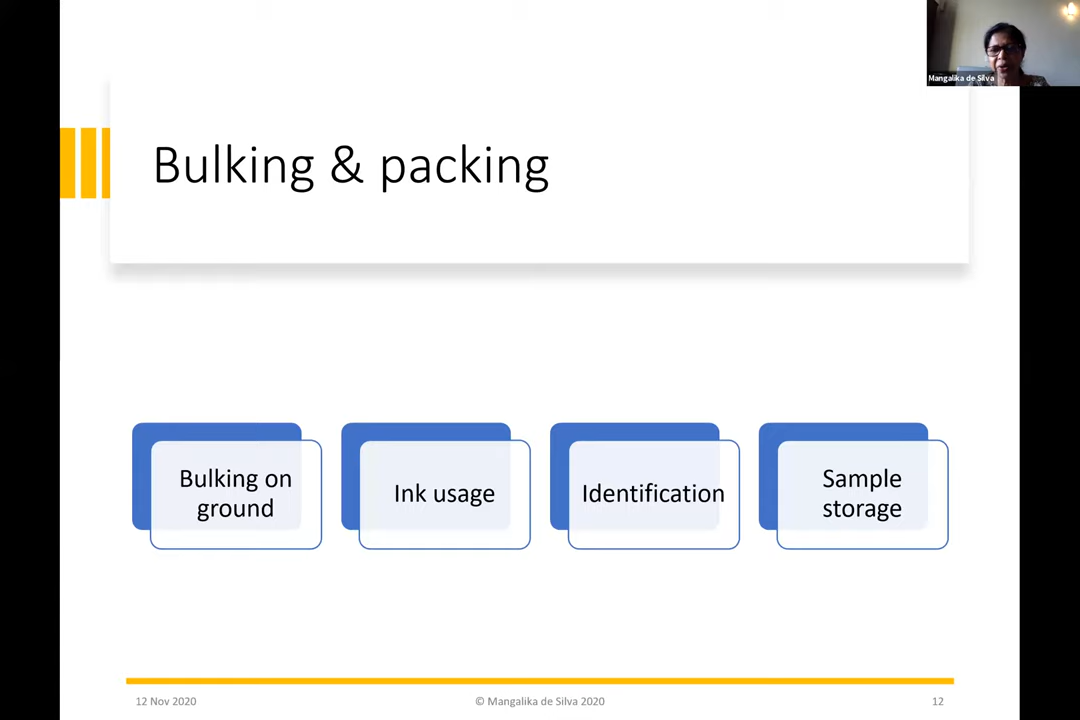 Mangalika de Silva
Bulking & packing
Bulking on
ground
Ink usage
Identification
Sample
storage
12 Nov 2020
© Mangalika de Silva 2020
12